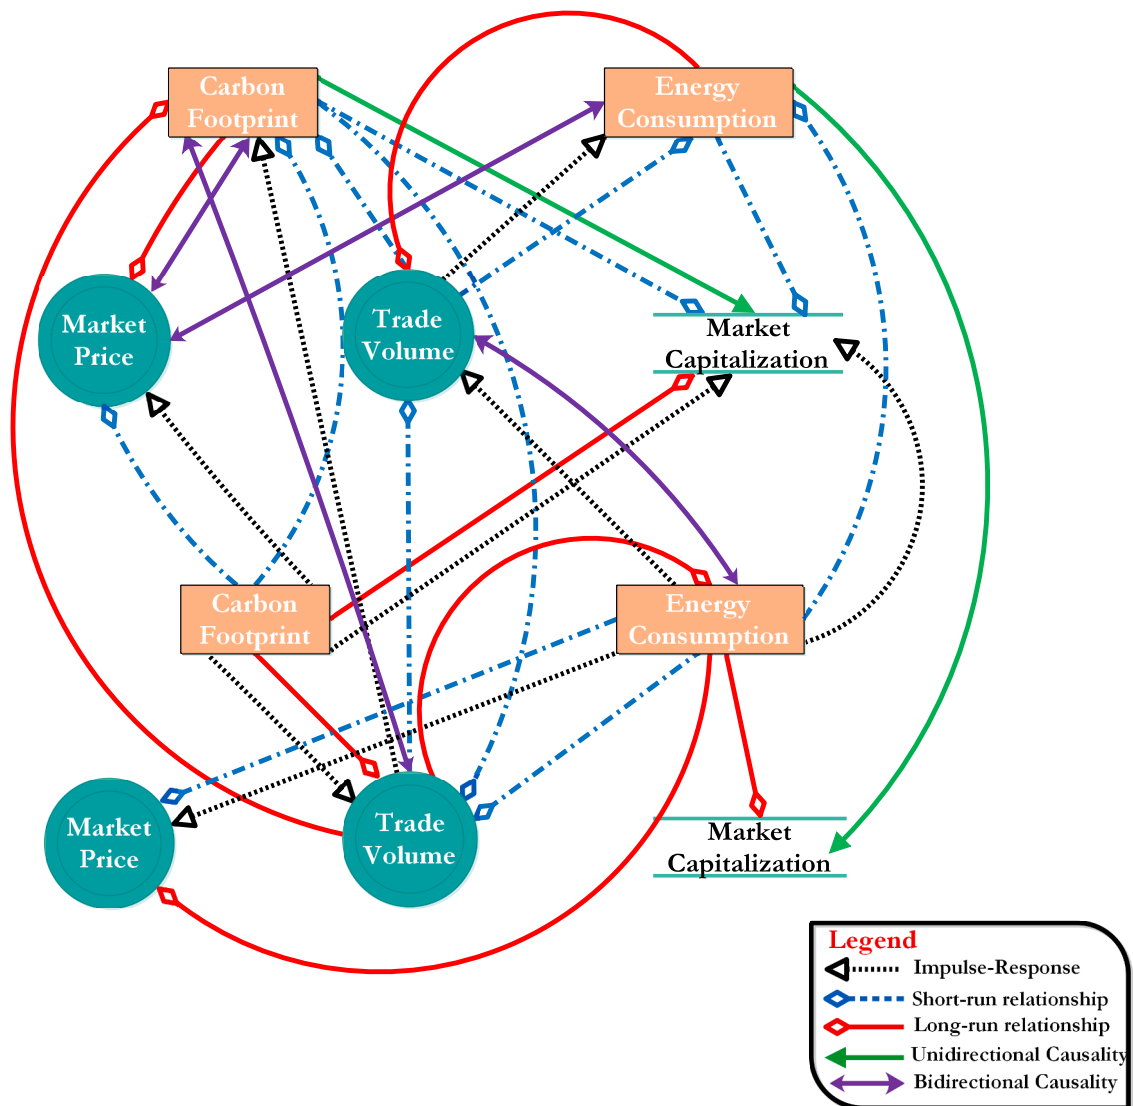 Carbon
Footprint
Energy
Consumption
Market
Price
Trade
Volume
Market
Capitalization
Carbon
Footprint
Energy
Consumption
Market
Price
Trade
Volume
Market
Capitalization
Legend
Impulse-Response
Short-run relationship
Long-run relationship
Unidirectional Causality
Bidirectional Causality